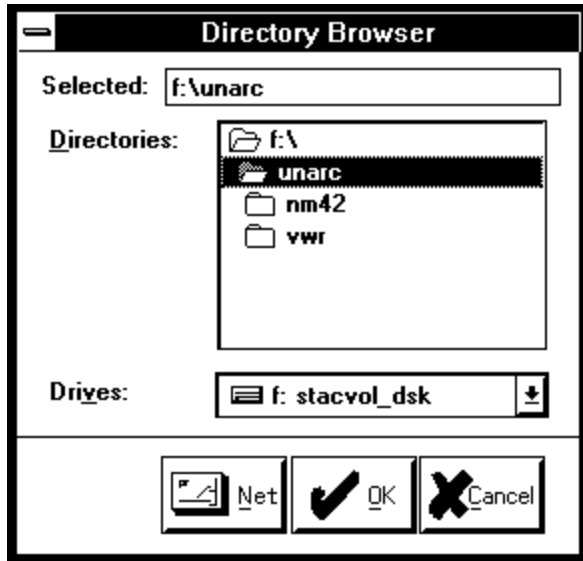 Directory Browser
Selected: f:\unarc
Directories:
f:\
unarc
nm42
vwr
Drives: f: stacvol_dsk
Net OK Cancel